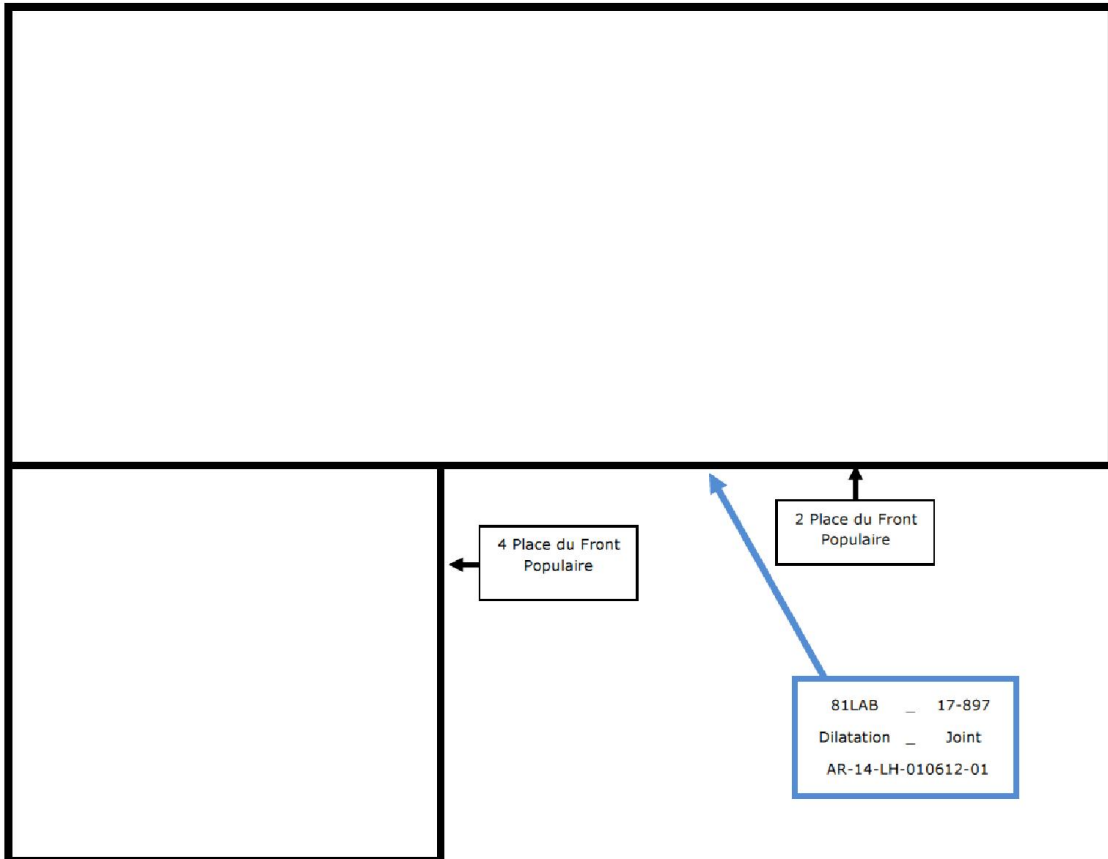 2 Place du Front
Populaire
4 Place du Front
Populaire
81LAB _ 17-897
Dilatation _ Joint
AR-14-LH-010612-01